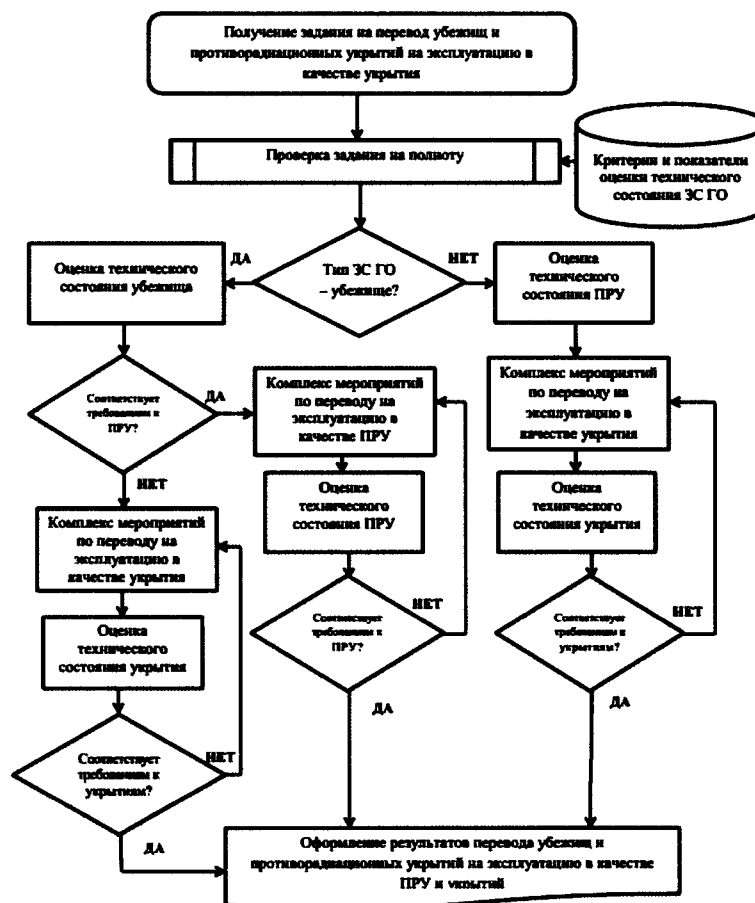 Получение задания на перевод убежищ и
противорадиационных укрытий на эксплуатацию в
качестве укрытия
Проверка задания на полноту
Критерии и показатели
оценки технического
состояния ЗС ГО
ДА
Тип ЗС ГО
– убежище?
НЕТ
Оценка технического
состояния убежища
Оценка
технического
состояния ПРУ
Соответствует
требованиям к
ПРУ?
ДА
НЕТ
Комплекс мероприятий
по переводу на
эксплуатацию в
качестве ПРУ
Комплекс мероприятий
по переводу на
эксплуатацию в
качестве укрытия
Оценка
технического
состояния ПРУ
Оценка
технического
состояния укрытия
Комплекс мероприятий
по переводу на
эксплуатацию в
качестве укрытия
Оценка
технического
состояния укрытия
Соответствует
требованиям к
ПРУ?
НЕТ
ДА
Соответствует
требованиям к
укрытиям?
НЕТ
ДА
Соответствует
требованиям к
укрытиям?
НЕТ
ДА
Оформление результатов перевода убежищ и
противорадиационных укрытий на эксплуатацию в качестве
ПРУ и укрытий